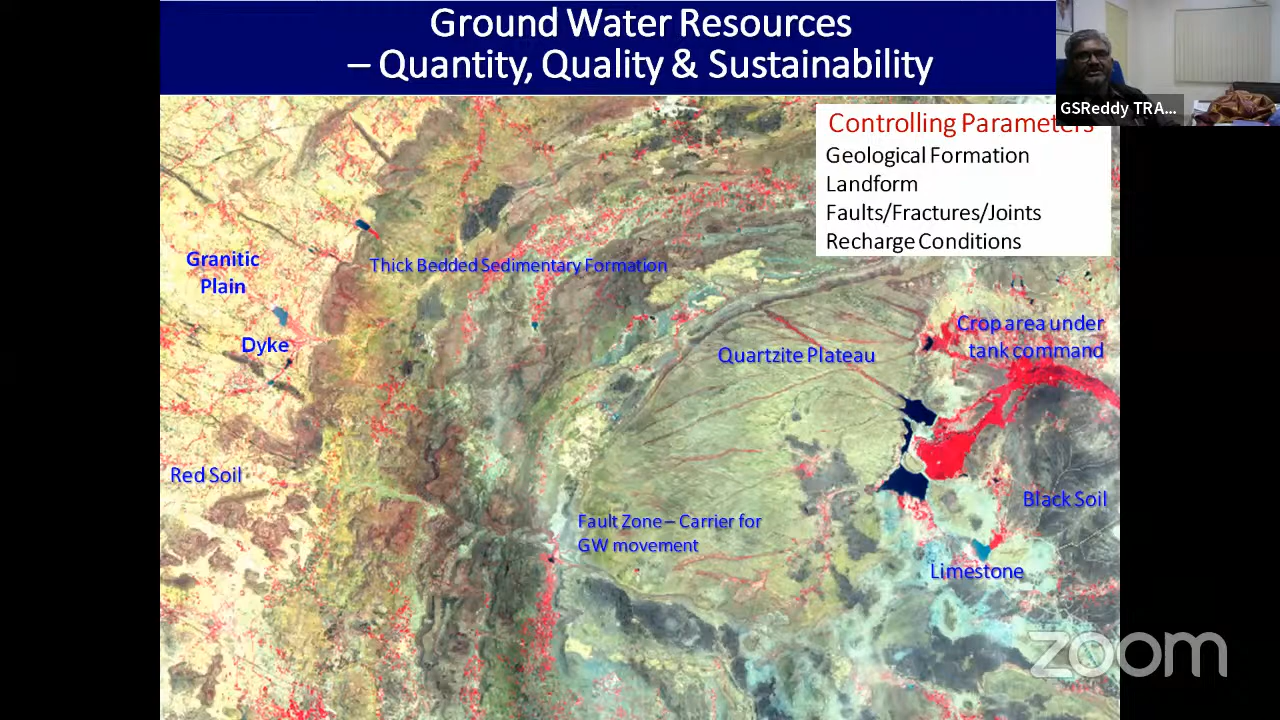 Ground Water Resources
– Quantity, Quality & Sustainability
GSReddy TRA...
Controlling Parameters
Geological Formation
Landform
Faults/Fractures/Joints
Recharge Conditions
Granitic
Plain
Thick Bedded Sedimentary Formation
Dyke
Quartzite Plateau
Crop area under
tank command
Red Soil
Black Soil
Fault Zone – Carrier for
GW movement
Limestone
zoom